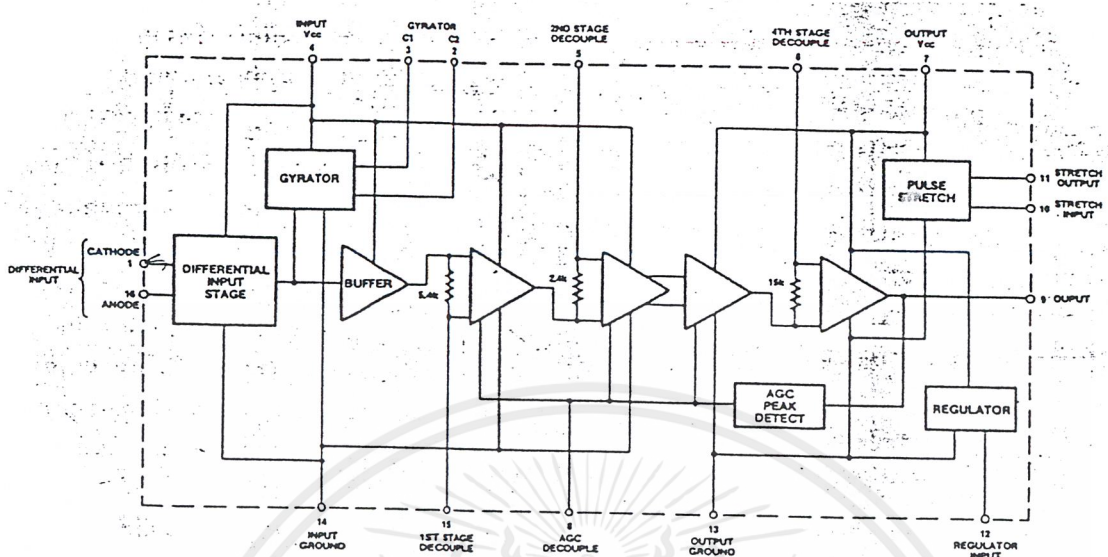 INPUT
Vcc
4
GYRATOR
C1 C2
3 2
2ND STAGE
DECOUPLE
5
4TH STAGE
DECOUPLE
6
OUTPUT
Vcc
7
GYRATOR
PULSE
STRETCH
11 STRETCH
OUTPUT
10 STRETCH
INPUT
DIFFERENTIAL
INPUT
CATHODE
1
16
ANODE
DIFFERENTIAL
INPUT
STAGE
BUFFER
5.4k
2.4k
15k
9 OUPUT
AGC
PEAK
DETECT
REGULATOR
14
INPUT
GROUND
15
1ST STAGE
DECOUPLE
8
AGC
DECOUPLE
13
OUTPUT
GROUND
12
REGULATOR
INPUT